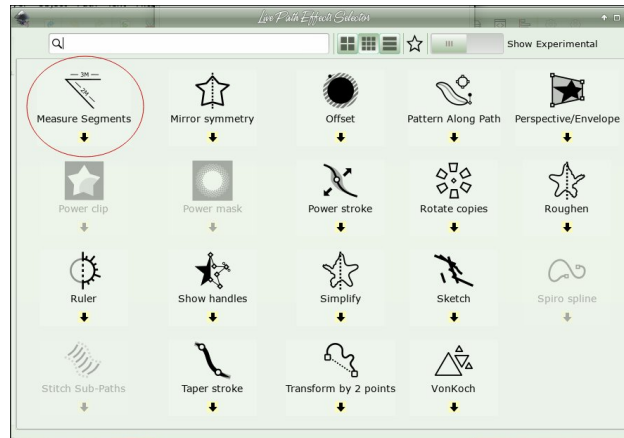 Live Path Effects Selector
Show Experimental
3M
2M
Measure Segments
Mirror symmetry
Offset
Pattern Along Path
Perspective/Envelope
Power clip
Power mask
Power stroke
Rotate copies
Roughen
Ruler
Show handles
Simplify
Sketch
Spiro spline
Stitch Sub-Paths
Taper stroke
Transform by 2 points
VonKoch